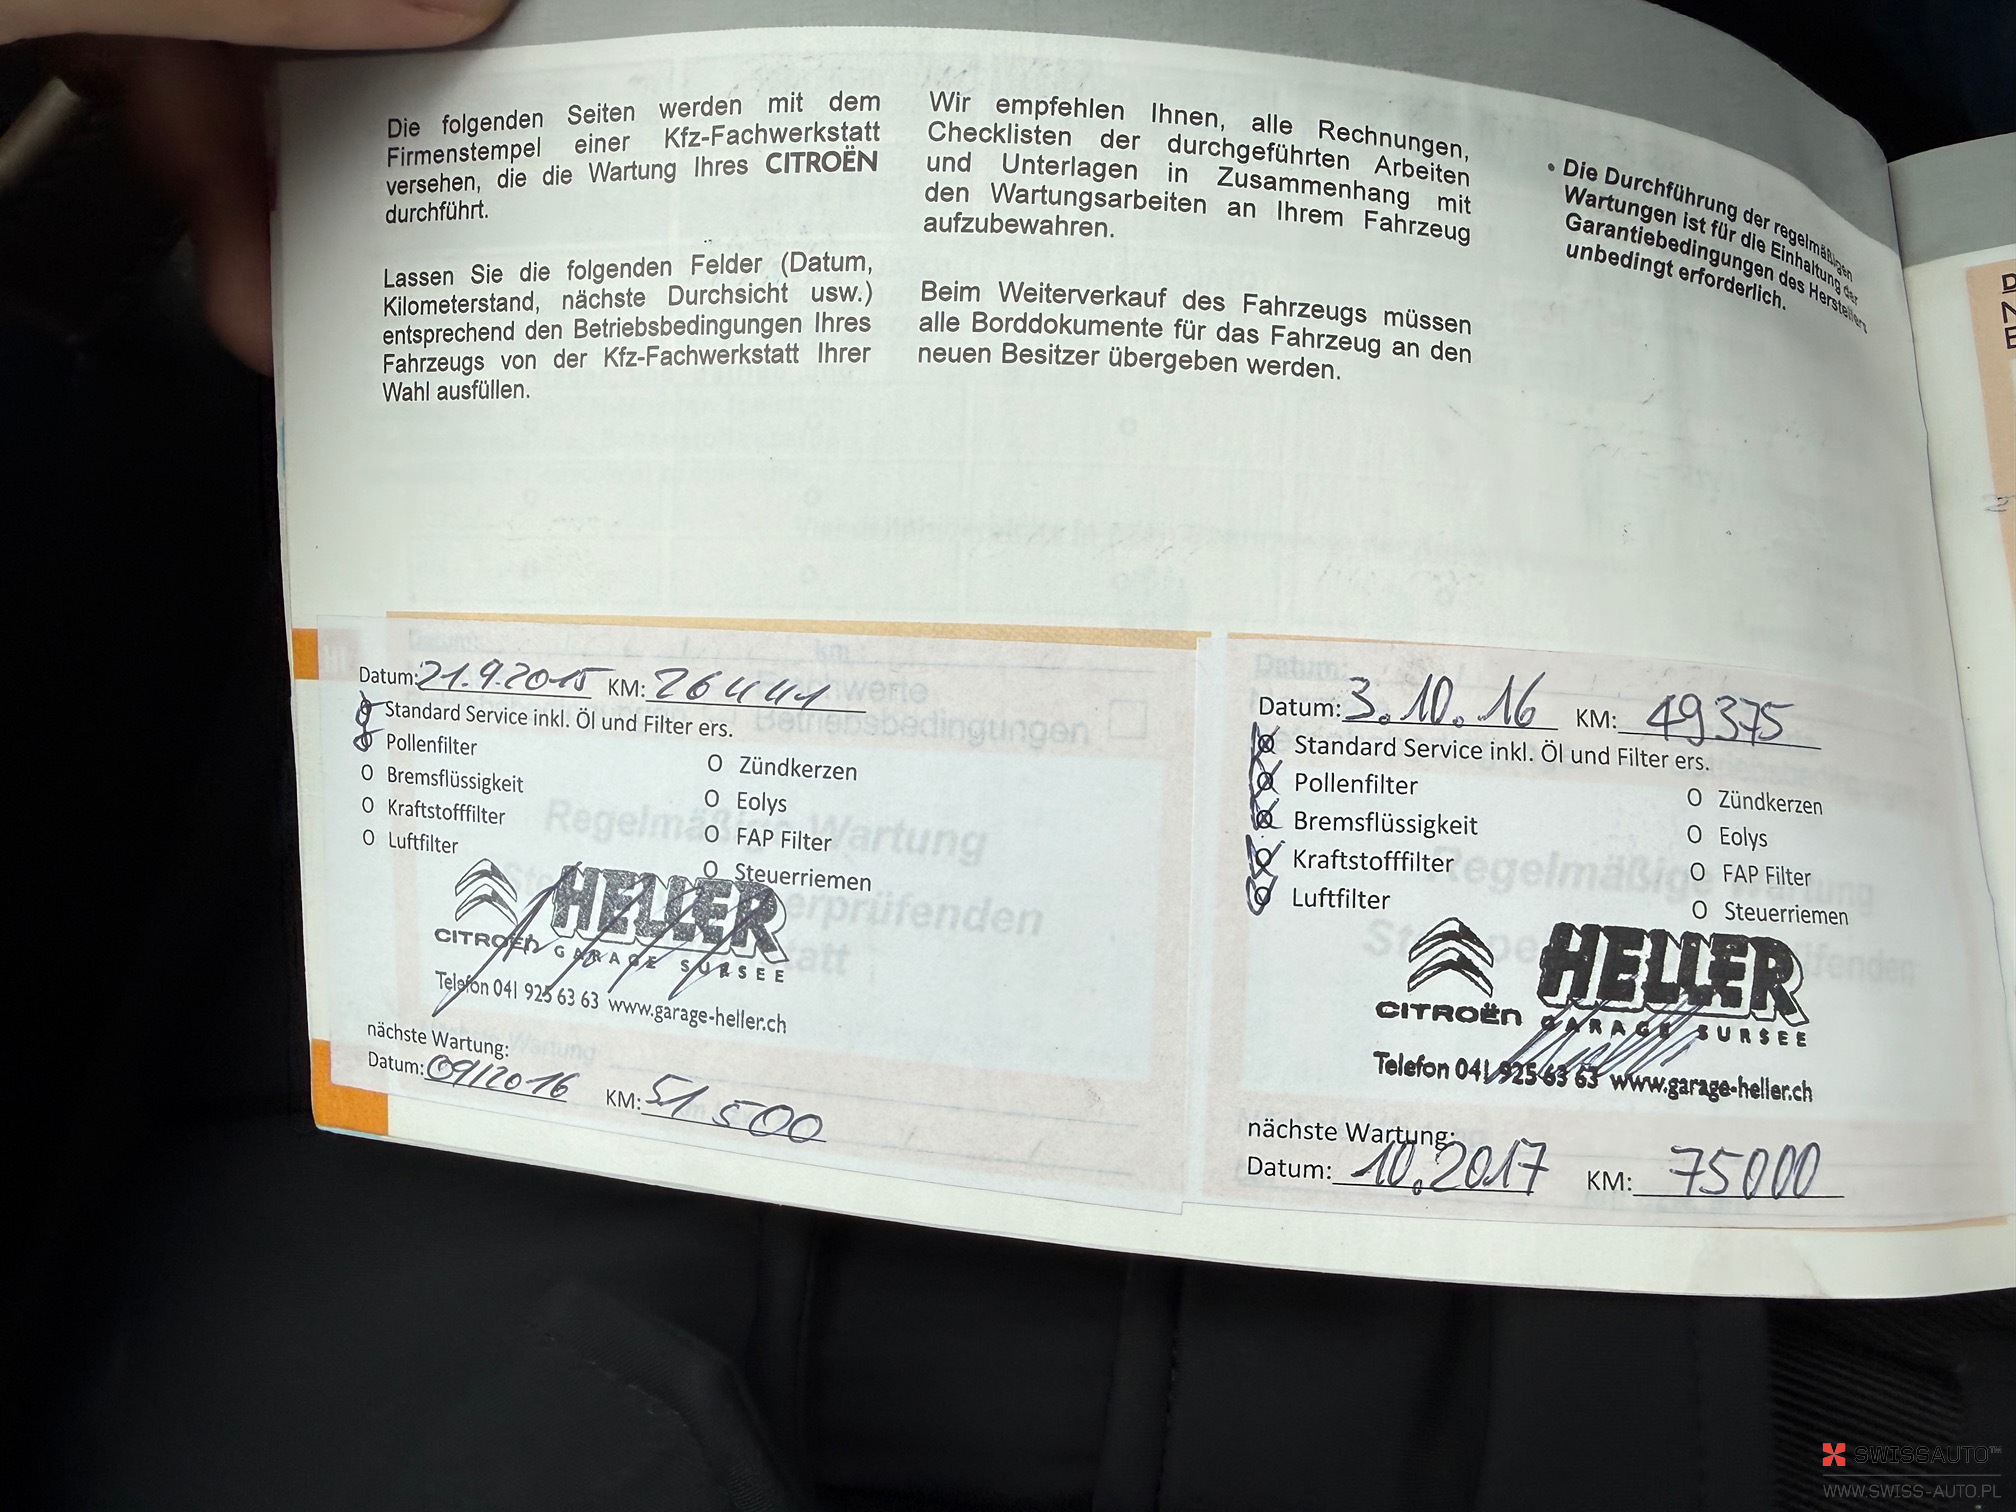 Die folgenden Seiten werden mit dem
Firmenstempel einer Kfz-Fachwerkstatt
versehen, die die Wartung Ihres CITROËN
durchführt.
Lassen Sie die folgenden Felder (Datum,
Kilometerstand, nächste Durchsicht usw.)
entsprechend den Betriebsbedingungen Ihres
Fahrzeugs von der Kfz-Fachwerkstatt Ihrer
Wahl ausfüllen.
Wir empfehlen Ihnen, alle Rechnungen,
Checklisten der durchgeführten Arbeiten
und Unterlagen in Zusammenhang mit
den Wartungsarbeiten an Ihrem Fahrzeug
aufzubewahren.
Beim Weiterverkauf des Fahrzeugs müssen
alle Borddokumente für das Fahrzeug an den
neuen Besitzer übergeben werden.
• Die Durchführung der regelmäßigen
Wartungen ist für die Einhaltung der
Garantiebedingungen des Herstellers
unbedingt erforderlich.
Datum: 21.9.2015 KM: 26441
Standard Service inkl. Öl und Filter ers.
Pollenfilter
O Bremsflüssigkeit
O Kraftstofffilter
O Luftfilter
O Zündkerzen
O Eolys
O FAP Filter
O Steuerriemen
HELLER
CITROËN GARAGE SURSEE
Telefon 041 925 63 63 www.garage-heller.ch
nächste Wartung:
Datum: 09/2016 KM: 51 500
Datum: 3.10.16 KM: 49375
Standard Service inkl. Öl und Filter ers.
Pollenfilter
Bremsflüssigkeit
Kraftstofffilter
Luftfilter
O Zündkerzen
O Eolys
O FAP Filter
O Steuerriemen
HELLER
CITROËN GARAGE SURSEE
Telefon 041 925 63 63 www.garage-heller.ch
nächste Wartung:
Datum: 10.2017 KM: 75000
SWISSAUTO™
WWW.SWISS-AUTO.PL